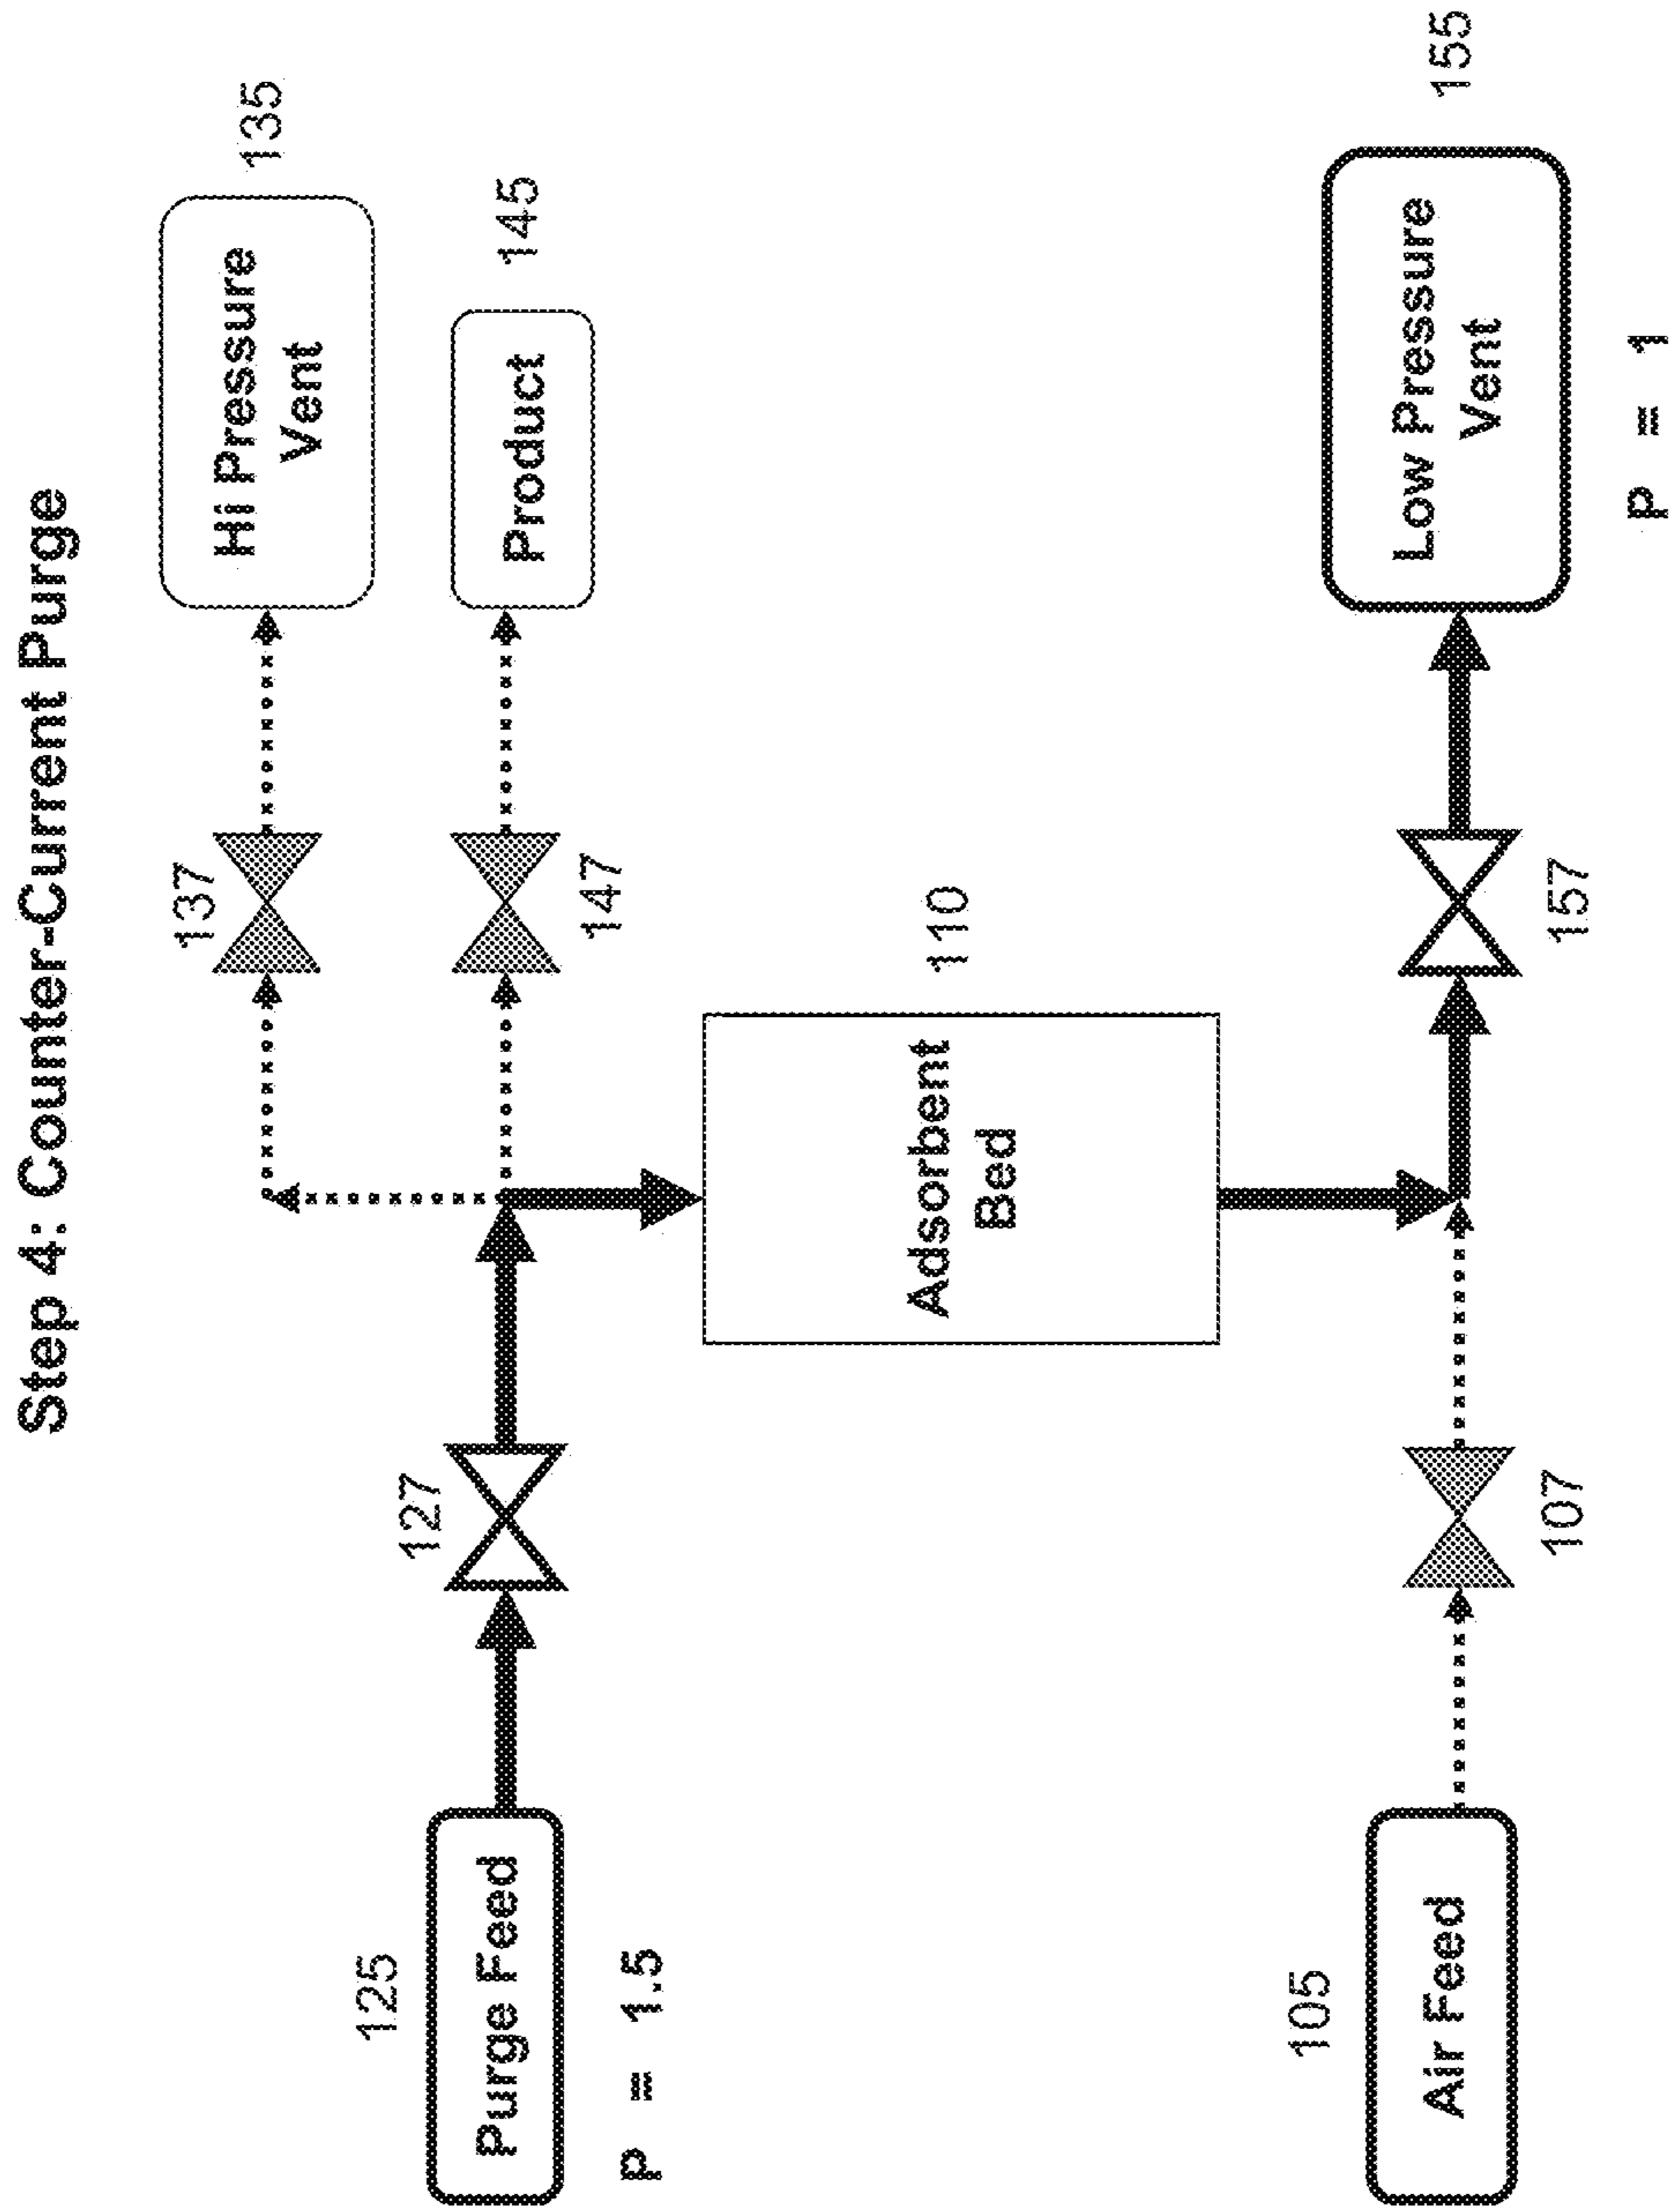 Step 4: Counter-Current Purge
135
Hi Pressure
Vent
137
145
Product
147
125
Purge Feed
P = 1.5
127
110
Adsorbent
Bed
105
Air Feed
107
157
155
Low Pressure
Vent
P = 1